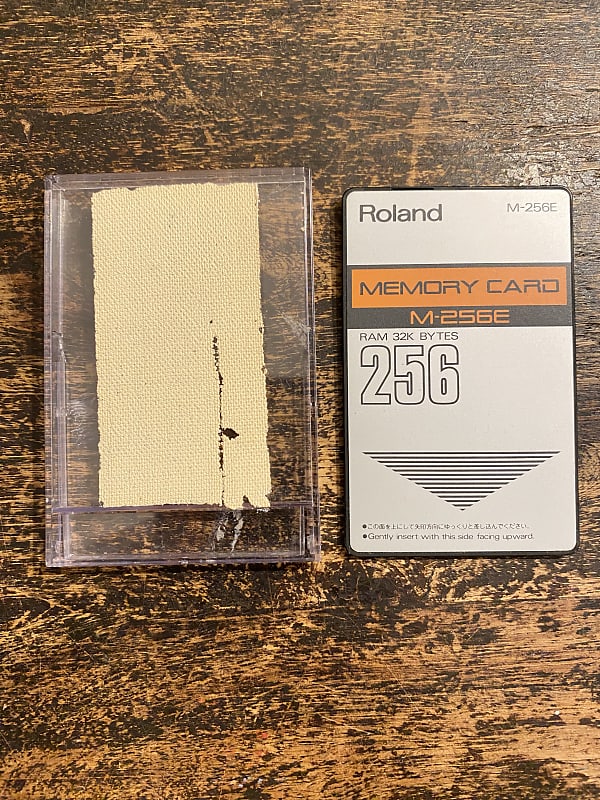 Roland M-256E
MEMORY CARD
M-256E
RAM 32K BYTES
256
●この面を上にして矢印方向にゆっくりと差し込んでください。
●Gently insert with this side facing upward.